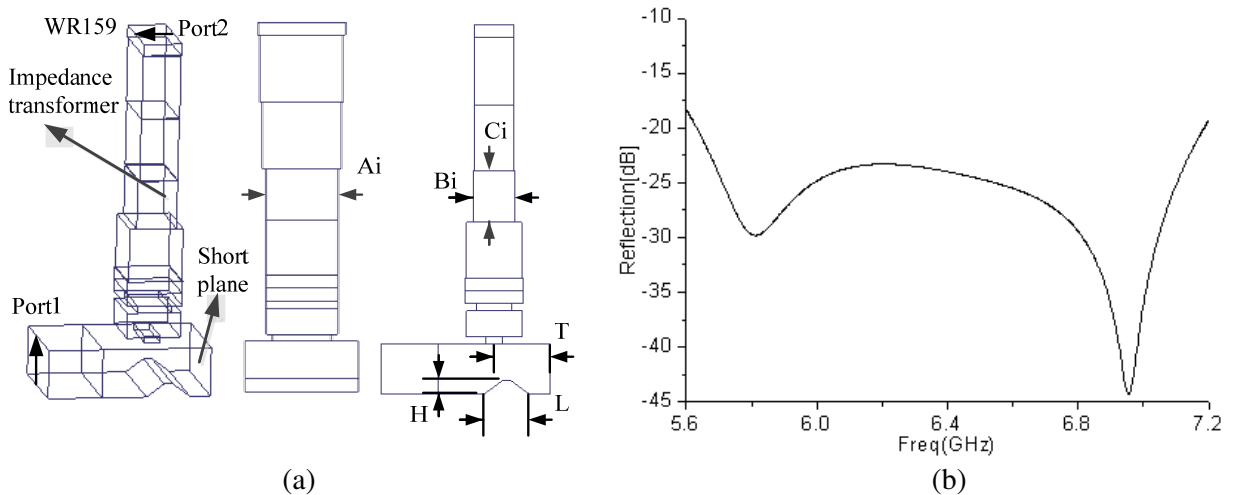 WR159
Port2
Impedance
transformer
Short
plane
Port1
Ai
Ci
Bi
T
H
L
(a)
-10
-15
-20
-25
-30
-35
-40
-45
Reflection[dB]
5.6
6.0
6.4
6.8
7.2
Freq(GHz)
(b)